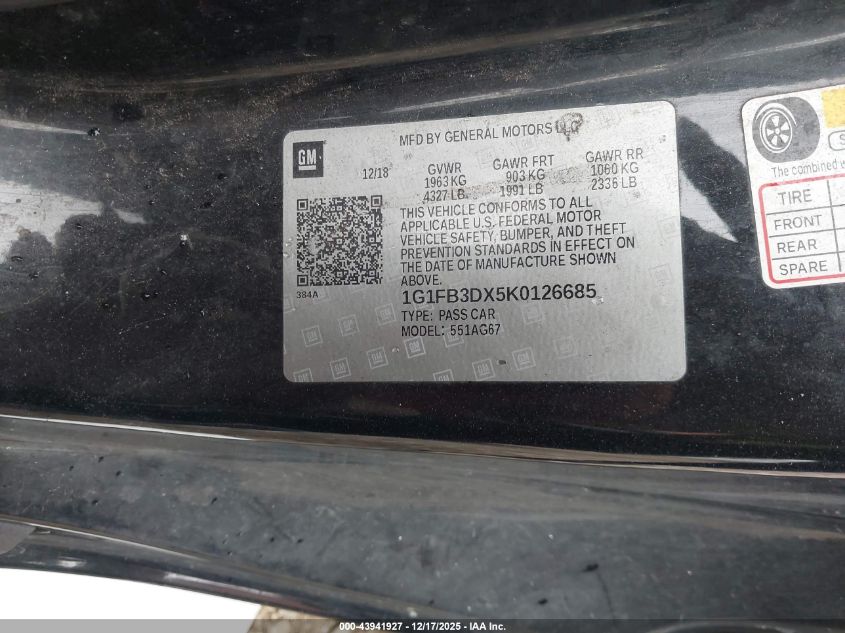 MFD BY GENERAL MOTORS LLC
GM
12/18
GVWR GAWR FRT GAWR RR
1963 KG 903 KG 1060 KG
4327 LB 1991 LB 2336 LB
THIS VEHICLE CONFORMS TO ALL
APPLICABLE U.S. FEDERAL MOTOR
VEHICLE SAFETY, BUMPER, AND THEFT
PREVENTION STANDARDS IN EFFECT ON
THE DATE OF MANUFACTURE SHOWN
ABOVE.
384A
1G1FB3DX5K0126685
TYPE: PASS CAR
MODEL: 551AG67
The combined
TIRE
FRONT
REAR
SPARE
000-43941927 - 12/17/2025 - IAA Inc.